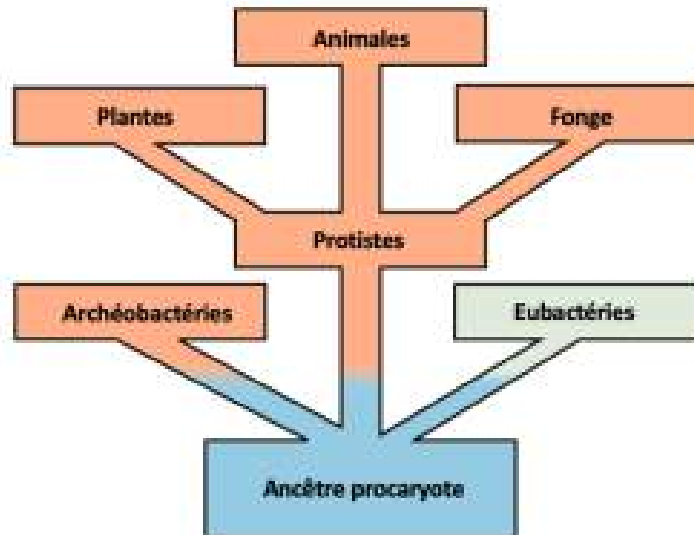 Animales
Plantes
Fonge
Protistes
Archéobactéries
Eubactéries
Ancêtre procaryote